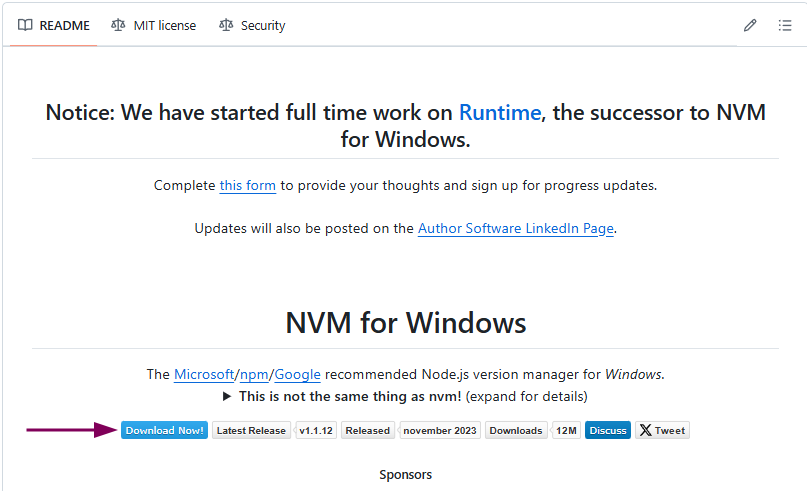 README MIT license Security
Notice: We have started full time work on Runtime, the successor to NVM
for Windows.
Complete this form to provide your thoughts and sign up for progress updates.
Updates will also be posted on the Author Software LinkedIn Page.
NVM for Windows
The Microsoft/npm/Google recommended Node.js version manager for Windows.
▶ This is not the same thing as nvm! (expand for details)
Download Now! Latest Release v1.1.12 Released november 2023 Downloads 12M Discuss X Tweet
Sponsors